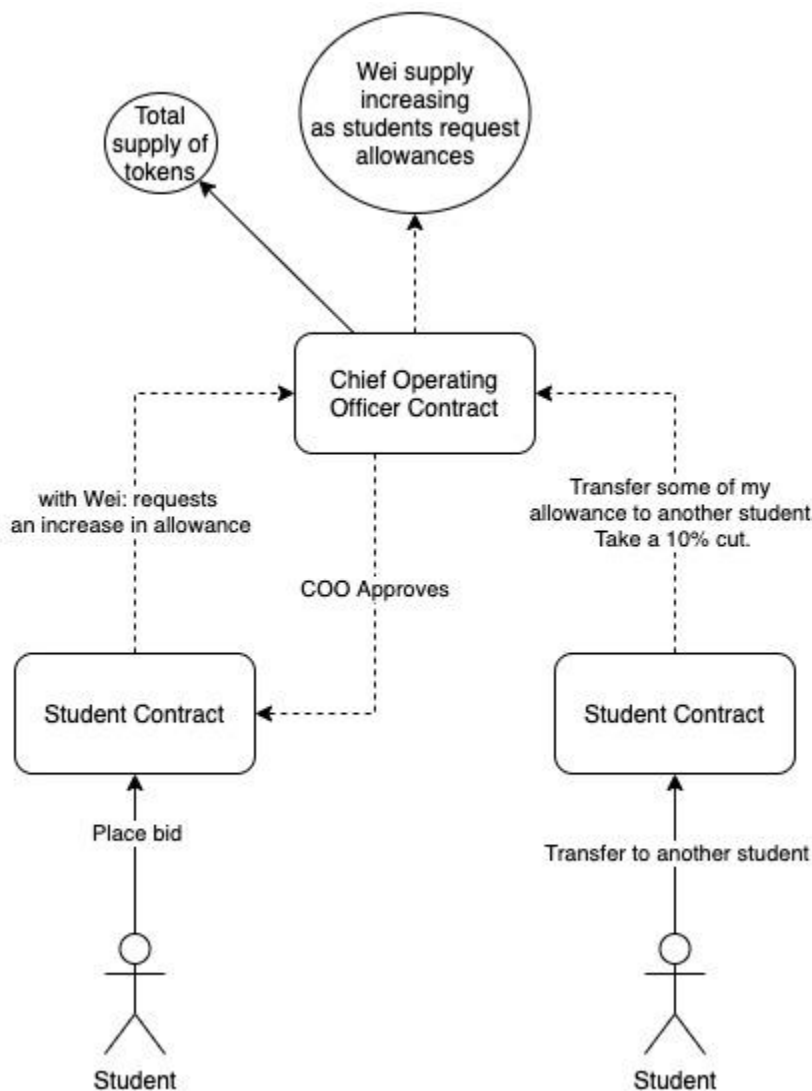 Wei supply
increasing
as students request
allowances
Total
supply of
tokens
Chief Operating
Officer Contract
with Wei: requests
an increase in allowance
Transfer some of my
allowance to another student
Take a 10% cut.
COO Approves
Student Contract
Student Contract
Place bid
Transfer to another student
Student
Student